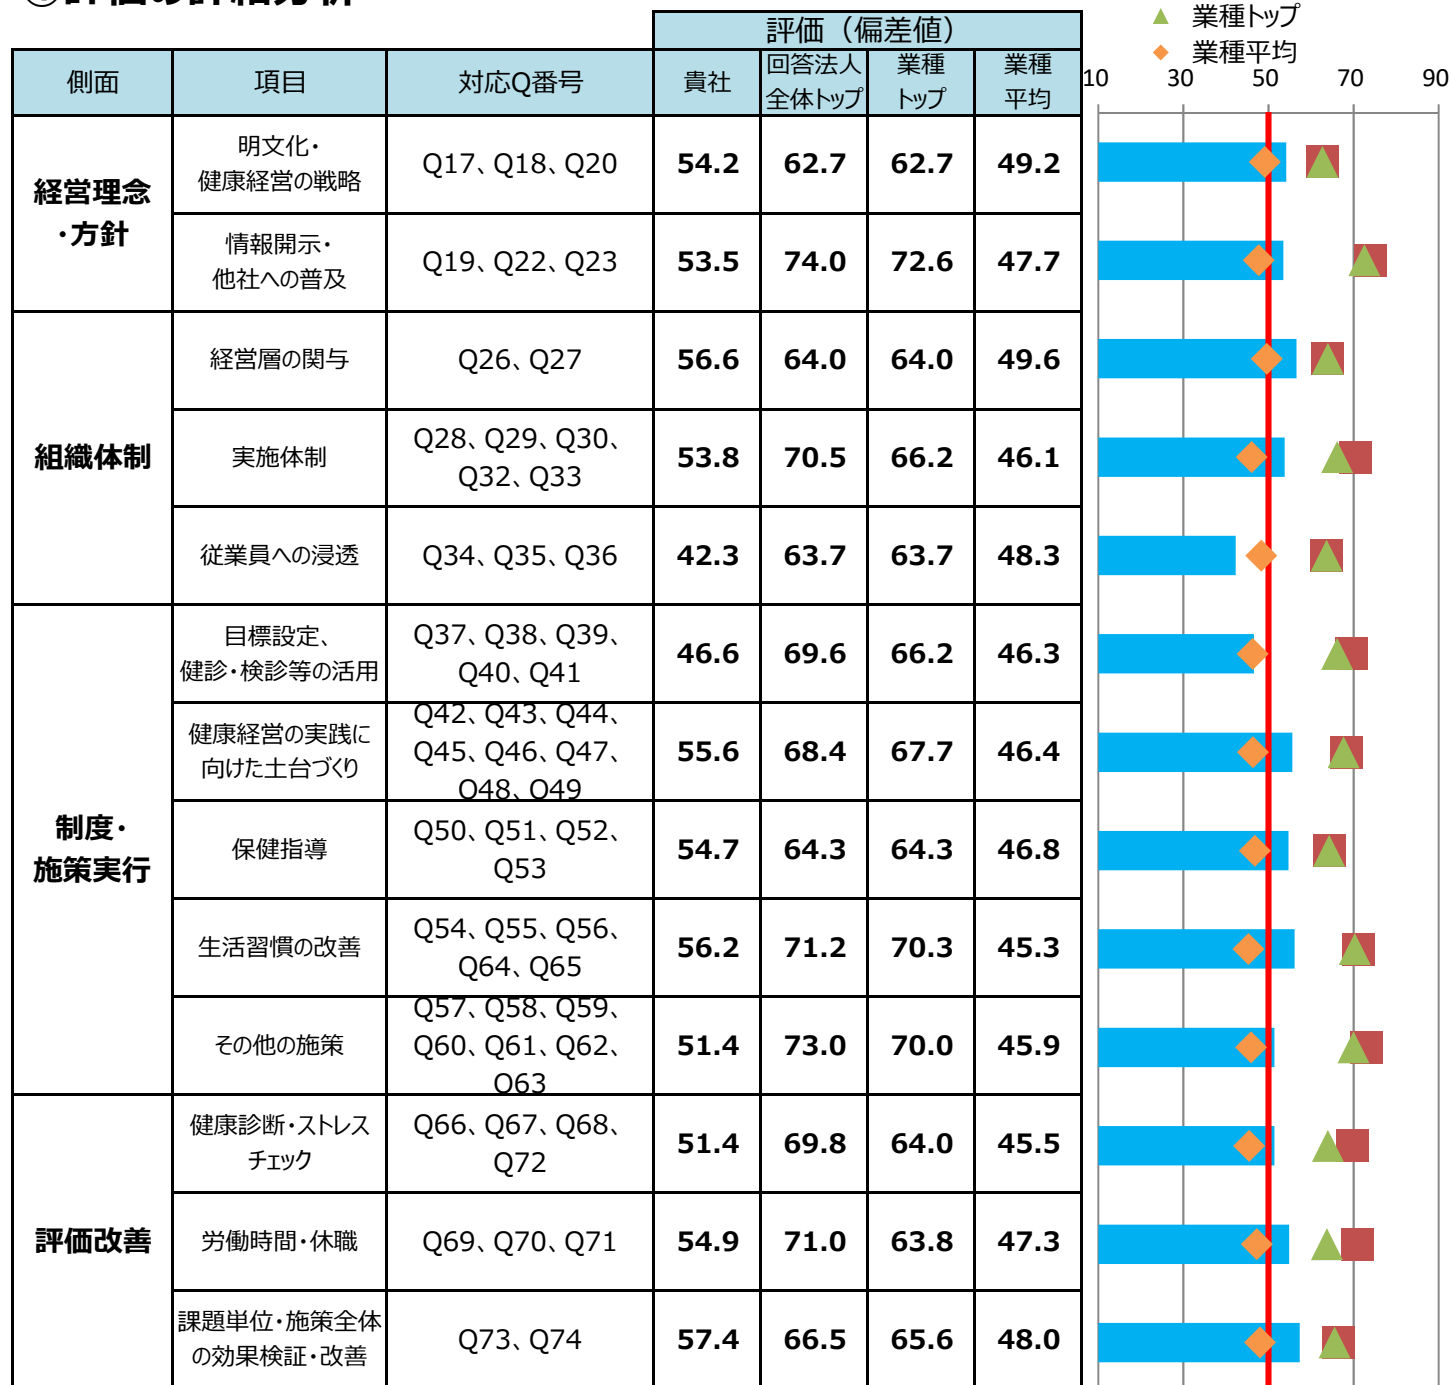 評価（偏差値）
側面 項目 対応Q番号 貴社 回答法人全体トップ 業種トップ 業種平均
▲ 業種トップ
◆ 業種平均
10 30 50 70 90
経営理念・方針
明文化・健康経営の戦略 Q17、Q18、Q20 54.2 62.7 62.7 49.2
情報開示・他社への普及 Q19、Q22、Q23 53.5 74.0 72.6 47.7
組織体制
経営層の関与 Q26、Q27 56.6 64.0 64.0 49.6
実施体制 Q28、Q29、Q30、Q32、Q33 53.8 70.5 66.2 46.1
従業員への浸透 Q34、Q35、Q36 42.3 63.7 63.7 48.3
制度・施策実行
目標設定、健診・検診等の活用 Q37、Q38、Q39、Q40、Q41 46.6 69.6 66.2 46.3
健康経営の実践に向けた土台づくり Q42、Q43、Q44、Q45、Q46、Q47、Q48、Q49 55.6 68.4 67.7 46.4
保健指導 Q50、Q51、Q52、Q53 54.7 64.3 64.3 46.8
生活習慣の改善 Q54、Q55、Q56、Q64、Q65 56.2 71.2 70.3 45.3
その他の施策 Q57、Q58、Q59、Q60、Q61、Q62、Q63 51.4 73.0 70.0 45.9
評価改善
健康診断・ストレスチェック Q66、Q67、Q68、Q72 51.4 69.8 64.0 45.5
労働時間・休職 Q69、Q70、Q71 54.9 71.0 63.8 47.3
課題単位・施策全体の効果検証・改善 Q73、Q74 57.4 66.5 65.6 48.0